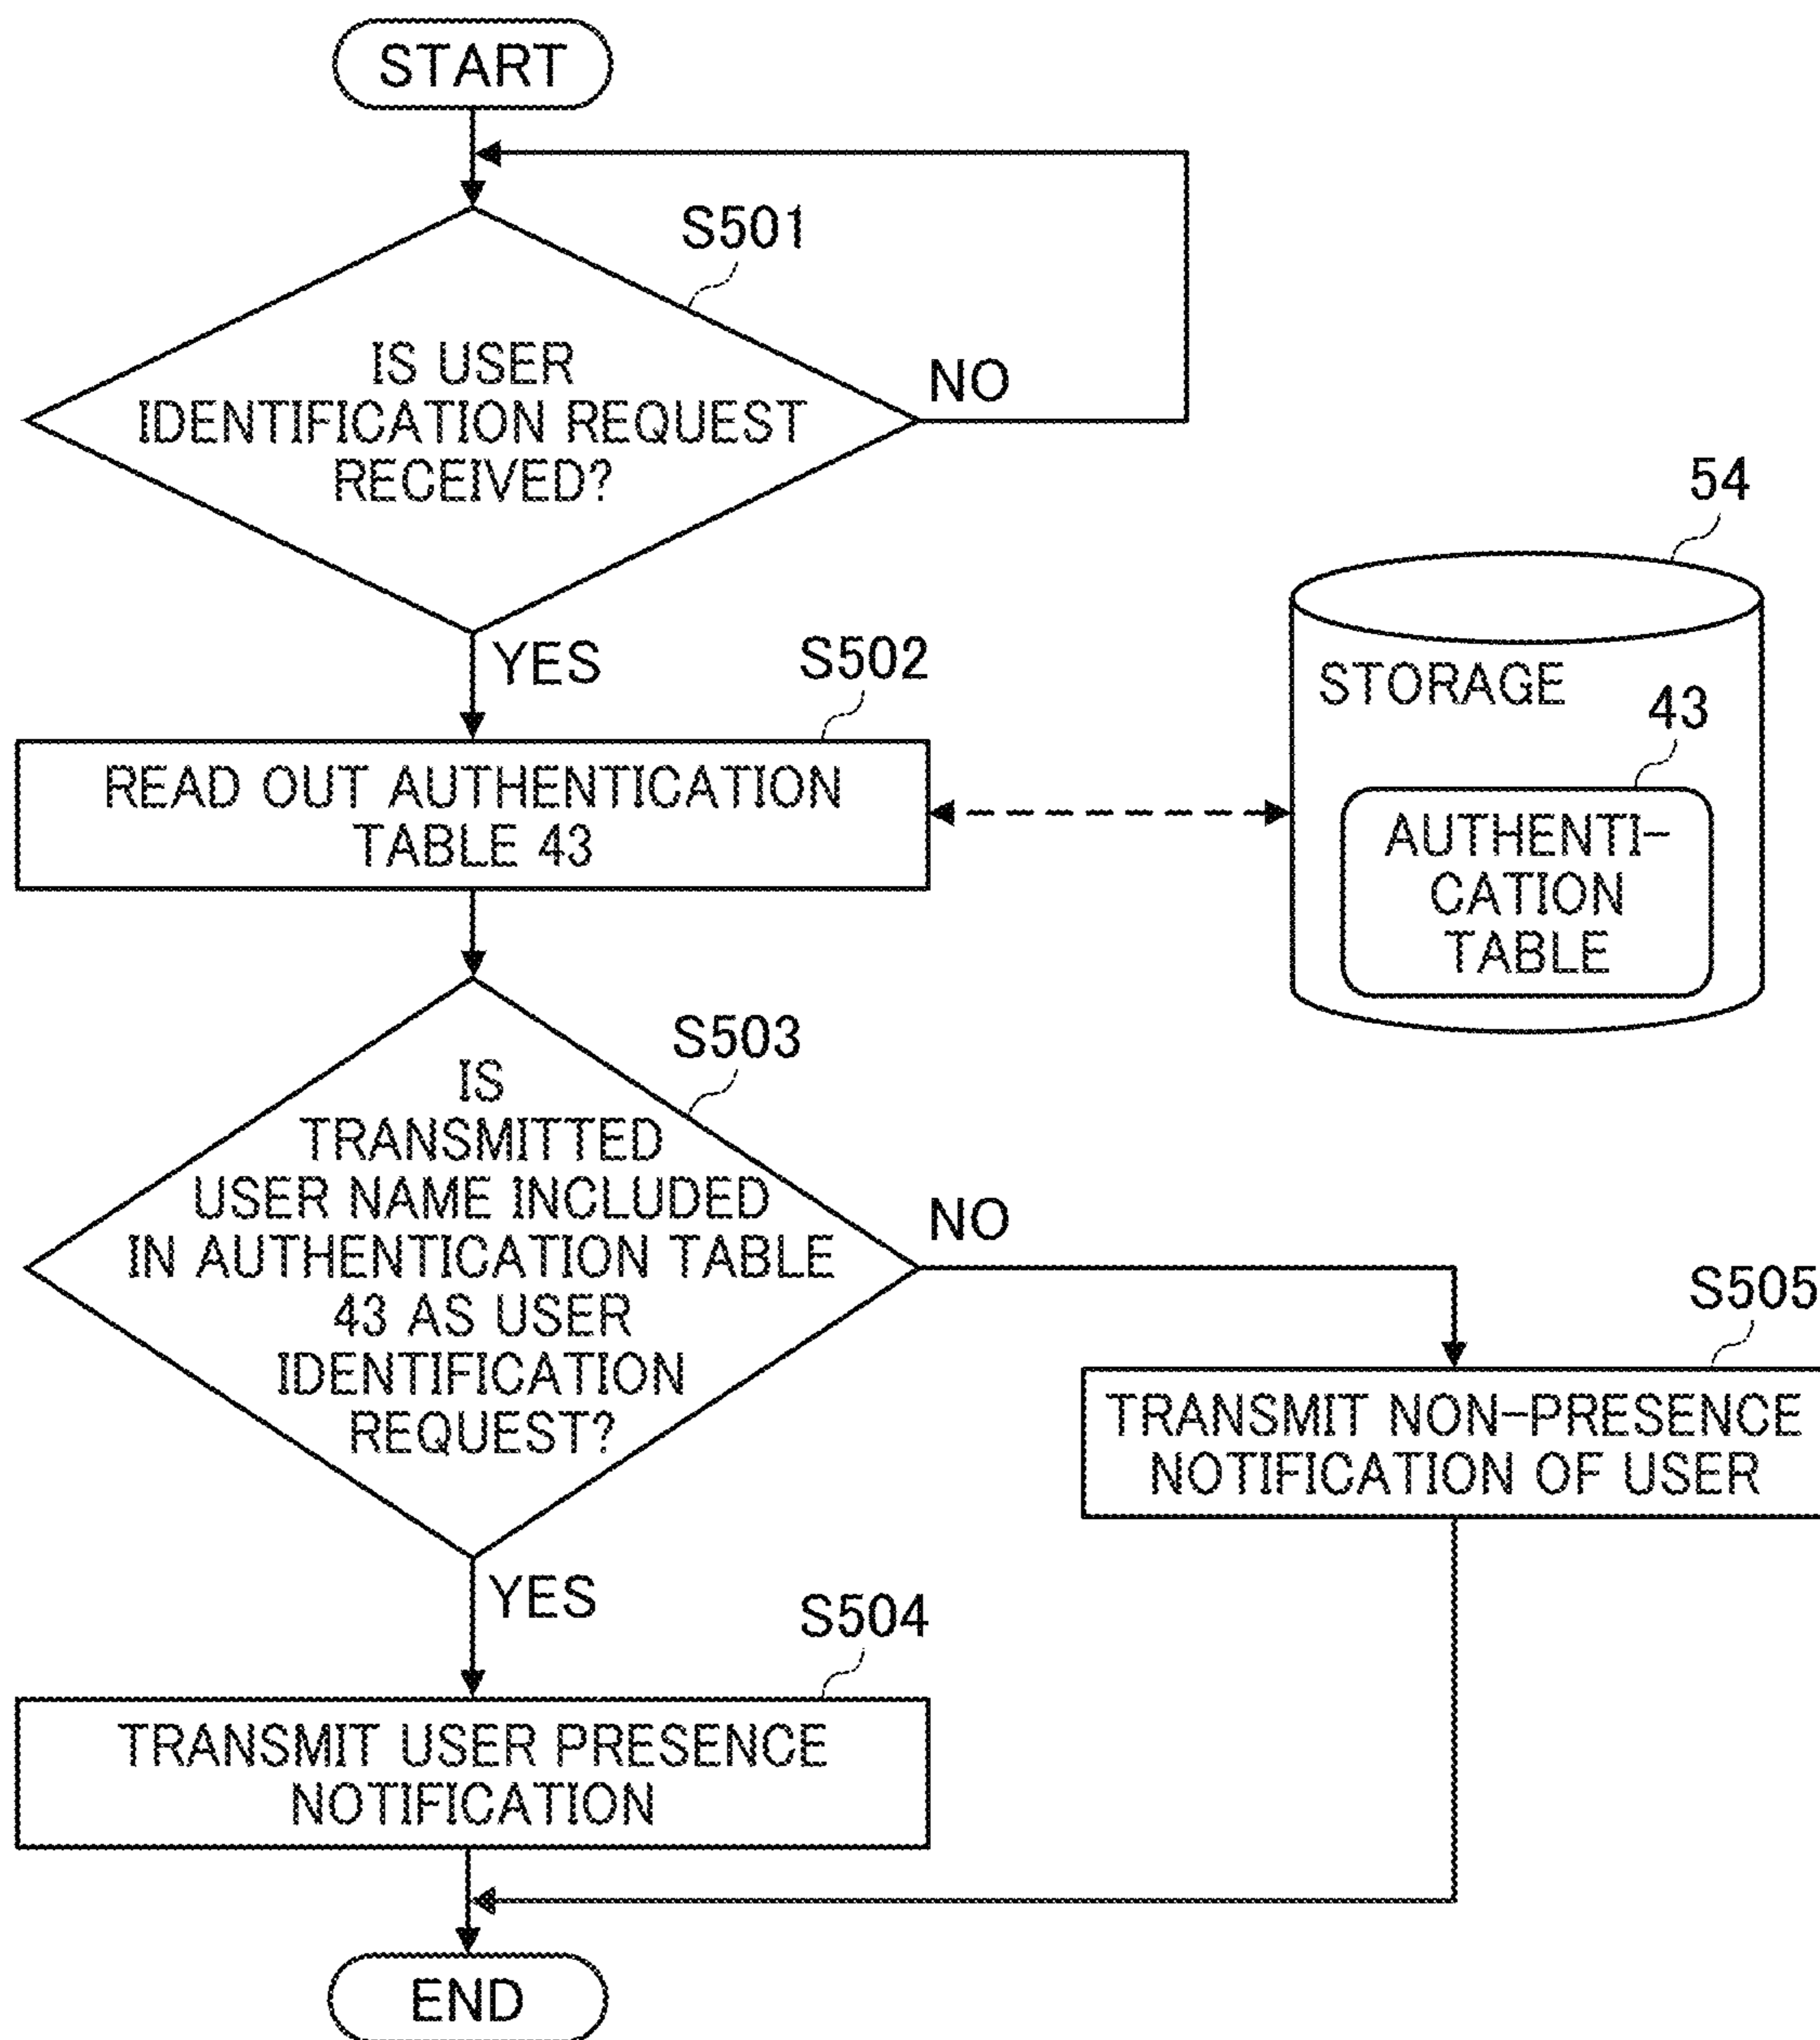 START
S501
IS USER
IDENTIFICATION REQUEST
RECEIVED?
NO
YES
S502
READ OUT AUTHENTICATION
TABLE 43
54
STORAGE
43
AUTHENTI-
CATION
TABLE
S503
IS
TRANSMITTED
USER NAME INCLUDED
IN AUTHENTICATION TABLE
43 AS USER
IDENTIFICATION
REQUEST?
NO
YES
S505
TRANSMIT NON-PRESENCE
NOTIFICATION OF USER
S504
TRANSMIT USER PRESENCE
NOTIFICATION
END